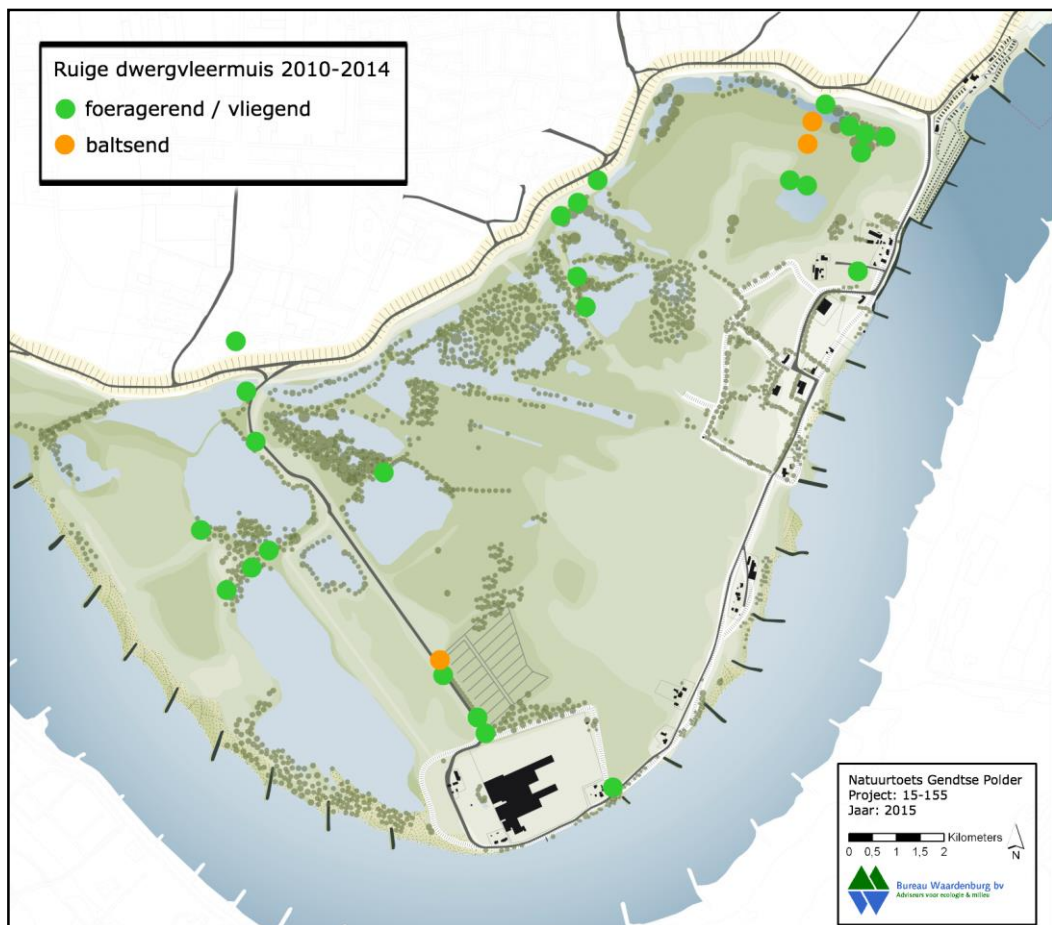 Ruige dwergvleermuis 2010-2014
foeragerend / vliegend
baltsend
Natuurtoets Gendtse Polder
Project: 15-155
Jaar: 2015
Kilometers
0 0,5 1 1,5 2
N
Bureau Waardenburg bv
Adviseurs voor ecologie & milieu